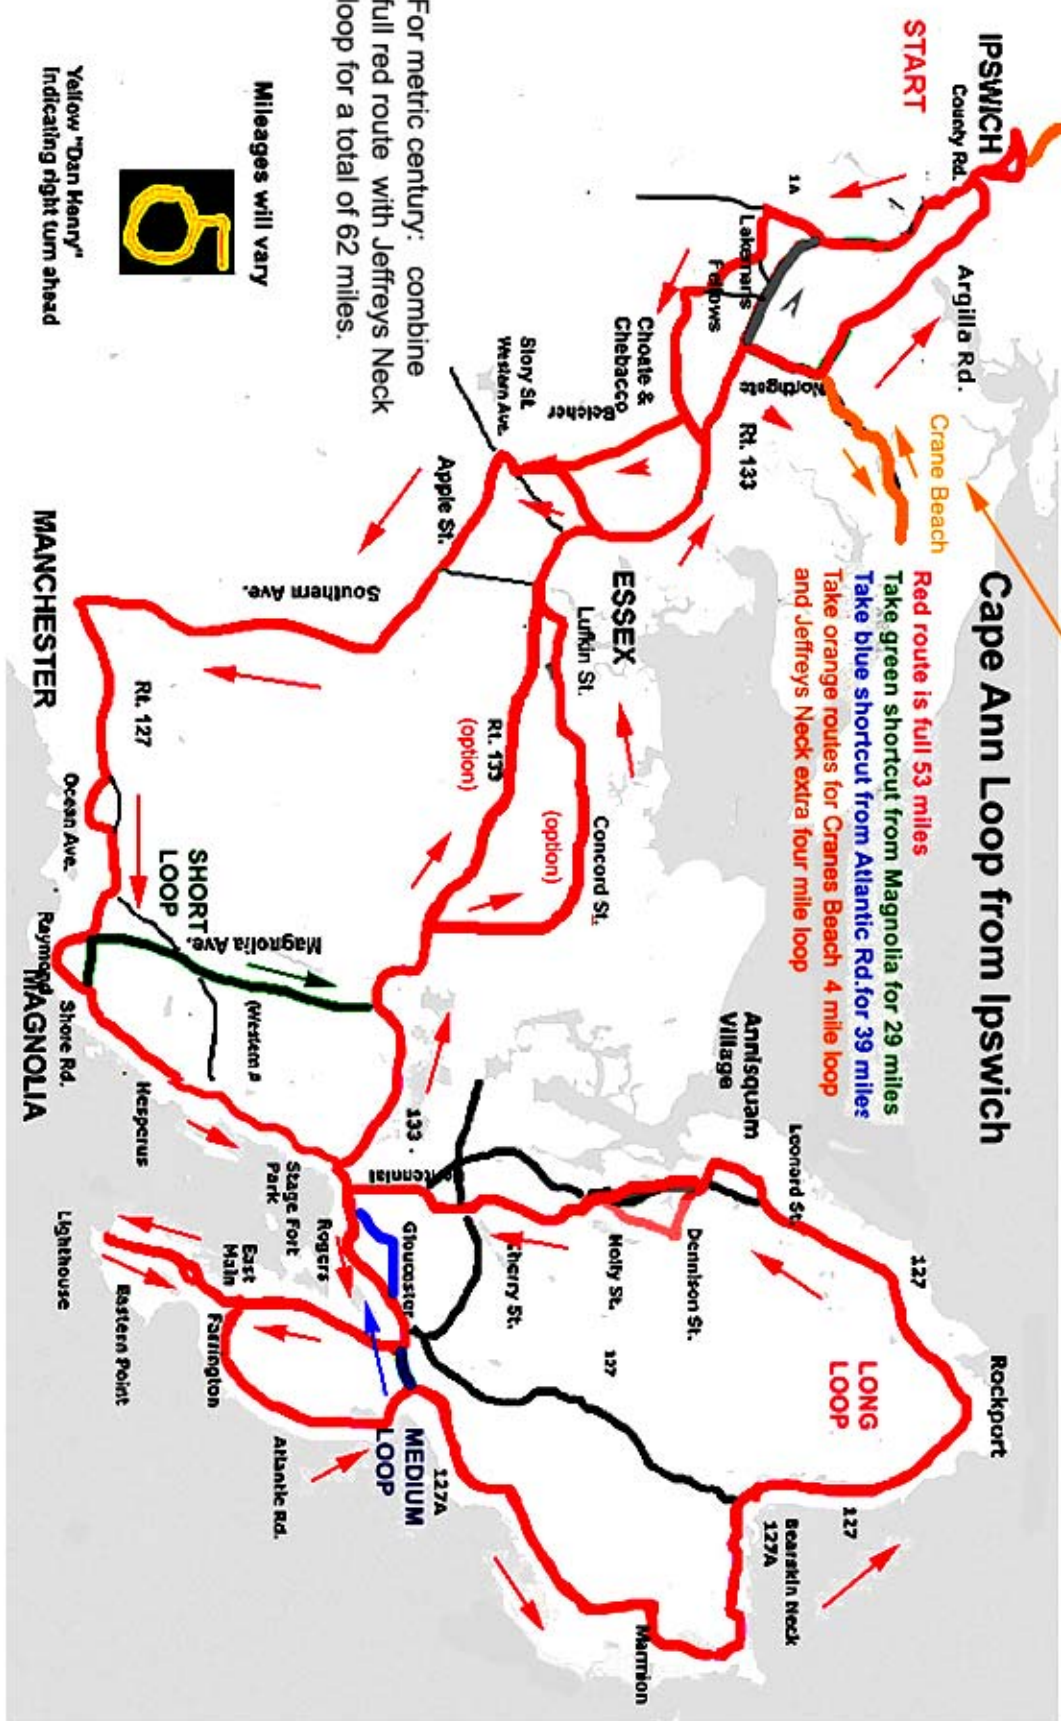 Cape Ann Loop from Ipswich
Red route is full 53 miles
Take green shortcut from Magnolia for 29 miles
Take blue shortcut from Atlantic Rd.for 39 miles
Take orange routes for Cranes Beach 4 mile loop
and Jeffreys Neck extra four mile loop
IPSWICH
County Rd.
START
Argilla Rd.
Crane Beach
1A
Lakemans
Fellows
Northgate
Rt. 133
Choate &
Chebacco
Belcher
Story St.
Western Ave.
Apple St.
Southern Ave.
ESSEX
Lufkin St.
Rt. 133
(option)
Concord St.
(option)
MANCHESTER
Rt. 127
Ocean Ave.
SHORT
LOOP
Magnolia Ave.
Raymond
MAGNOLIA
Shore Rd.
Hesperus
133
Annisquam
Village
Leonard St.
Dennison St.
Holly St.
Cherry St.
127
127
Rockport
LONG
LOOP
Stage Fort
Park
Rogers
Gloucester
East
Main
Lighthouse
Eastern Point
Farrington
Atlantic Rd.
MEDIUM
LOOP
127A
127
Bearskin Neck
127A
Marmion
For metric century: combine
full red route with Jeffreys Neck
loop for a total of 62 miles.
Mileages will vary
Yellow "Dan Henry"
Indicating right turn ahead